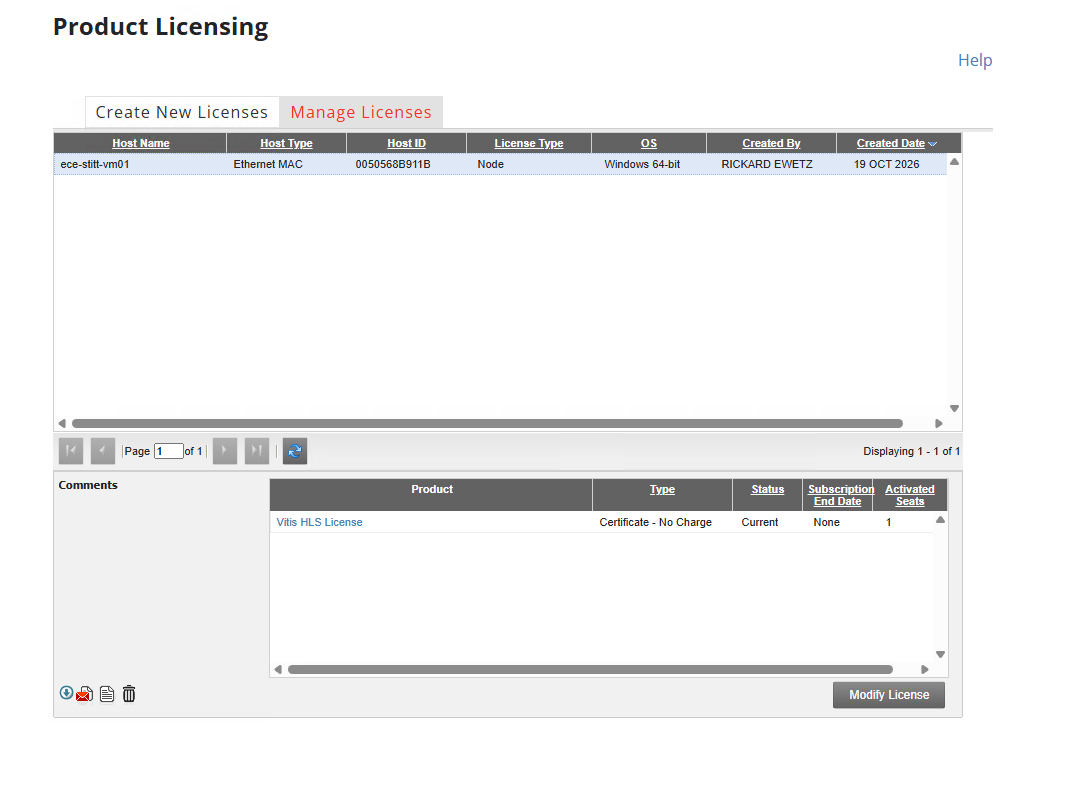 Product Licensing
Help
Create New Licenses Manage Licenses
Host Name Host Type Host ID License Type OS Created By Created Date
ece-stitt-vm01 Ethernet MAC 0050568B911B Node Windows 64-bit RICKARD EWETZ 19 OCT 2026
Page 1 of 1 Displaying 1 - 1 of 1
Comments
Product Type Status Subscription End Date Activated Seats
Vitis HLS License Certificate - No Charge Current None 1
Modify License